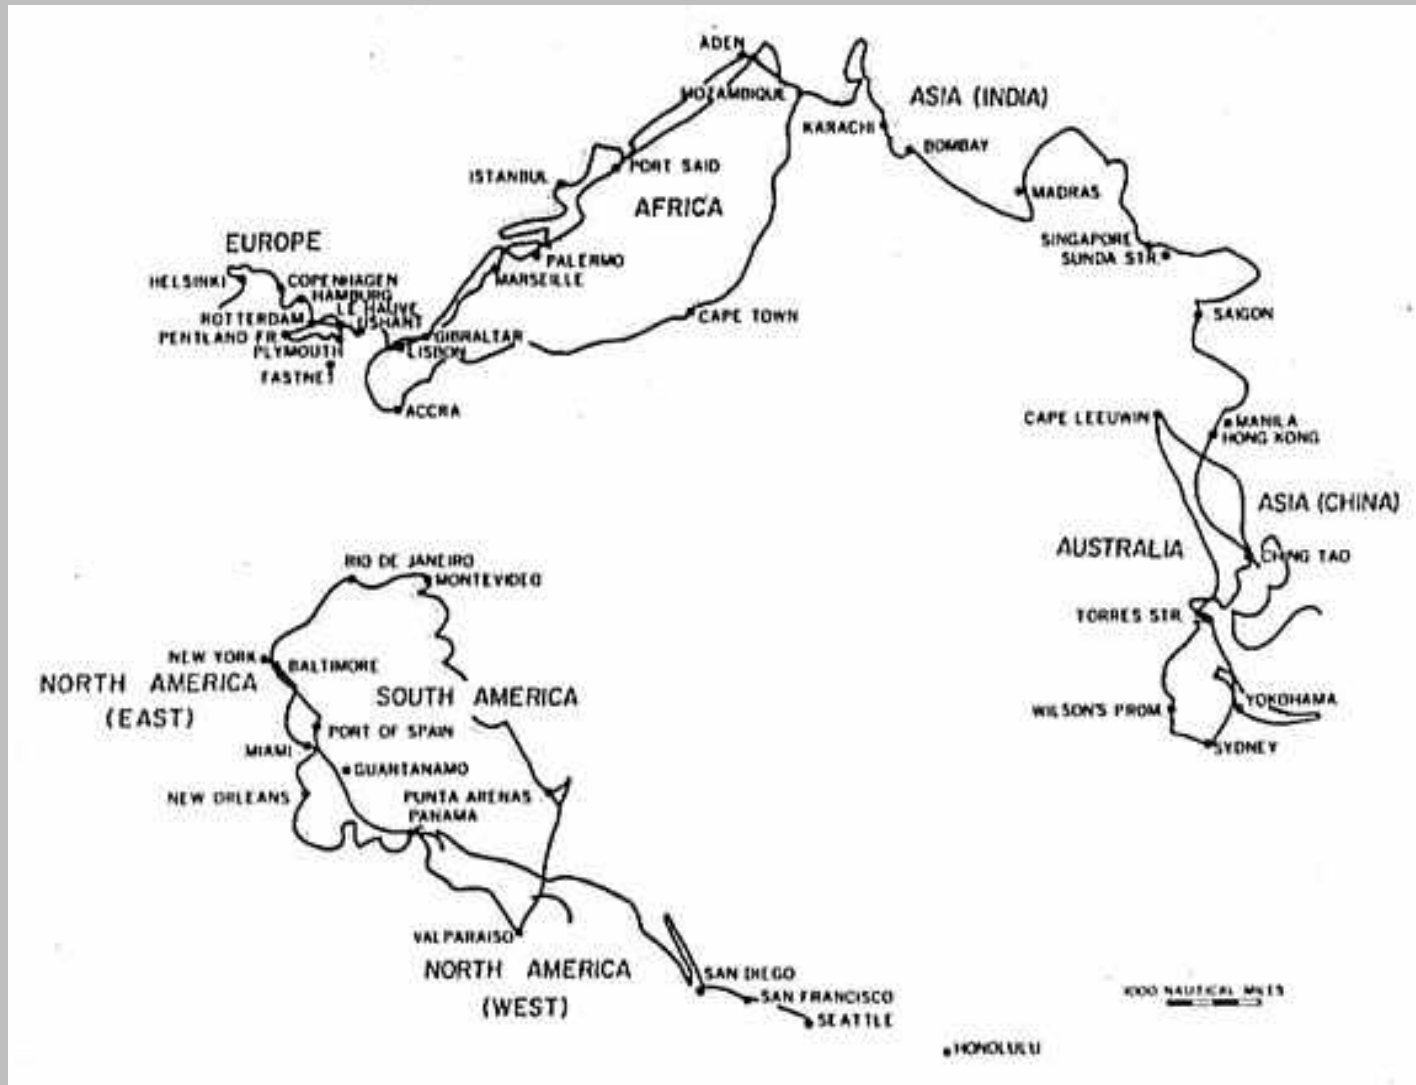 ADEN
MOZAMBIQUE
ASIA (INDIA)
KARACHI
BOMBAY
ISTANBUL
PORT SAID
MADRAS
AFRICA
EUROPE
SINGAPORE
SUNDA STR.
PALERMO
MARSEILLE
HELSINKI
COPENHAGEN
HAMBURG
LE HAUVE
ROTTERDAM
USHANT
CAPE TOWN
SAIGON
PENTLAND FR.
GIBRALTAR
PLYMOUTH
LISBON
FASTNET
ACCRA
CAPE LEEUWIN
MANILA
HONG KONG
ASIA (CHINA)
AUSTRALIA
CHING TAO
RIO DE JANEIRO
MONTEVIDEO
TORRES STR.
NEW YORK
BALTIMORE
NORTH AMERICA
(EAST)
SOUTH AMERICA
YOKOHAMA
WILSON'S PROM.
PORT OF SPAIN
MIAMI
SYDNEY
GUANTANAMO
NEW ORLEANS
PUNTA ARENAS
PANAMA
VALPARAISO
NORTH AMERICA
(WEST)
SAN DIEGO
SAN FRANCISCO
SEATTLE
1000 NAUTICAL MILES
HONOLULU